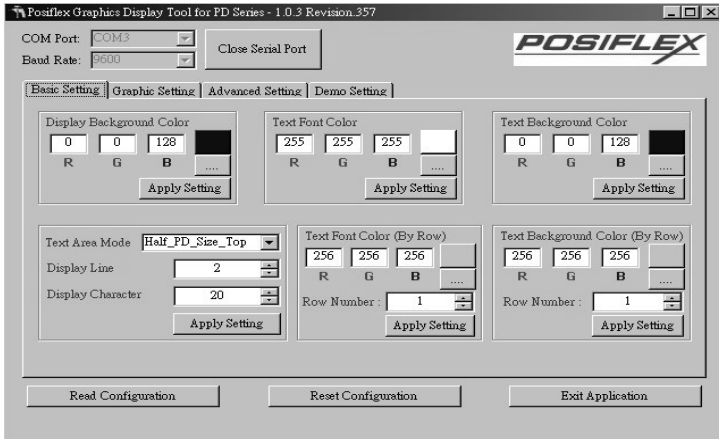 Posiflex Graphics Display Tool for PD Series - 1.0.3 Revision.357
COM Port: COM3
Close Serial Port
POSIFLEX
Baud Rate: 9600
Basic Setting Graphic Setting Advanced Setting Demo Setting
Display Background Color
0 0 128
R G B ....
Apply Setting
Text Font Color
255 255 255
R G B ....
Apply Setting
Text Background Color
0 0 128
R G B ....
Apply Setting
Text Area Mode Half_PD_Size_Top
Display Line 2
Display Character 20
Apply Setting
Text Font Color (By Row)
256 256 256
R G B ....
Row Number : 1
Apply Setting
Text Background Color (By Row)
256 256 256
R G B ....
Row Number : 1
Apply Setting
Read Configuration Reset Configuration Exit Application